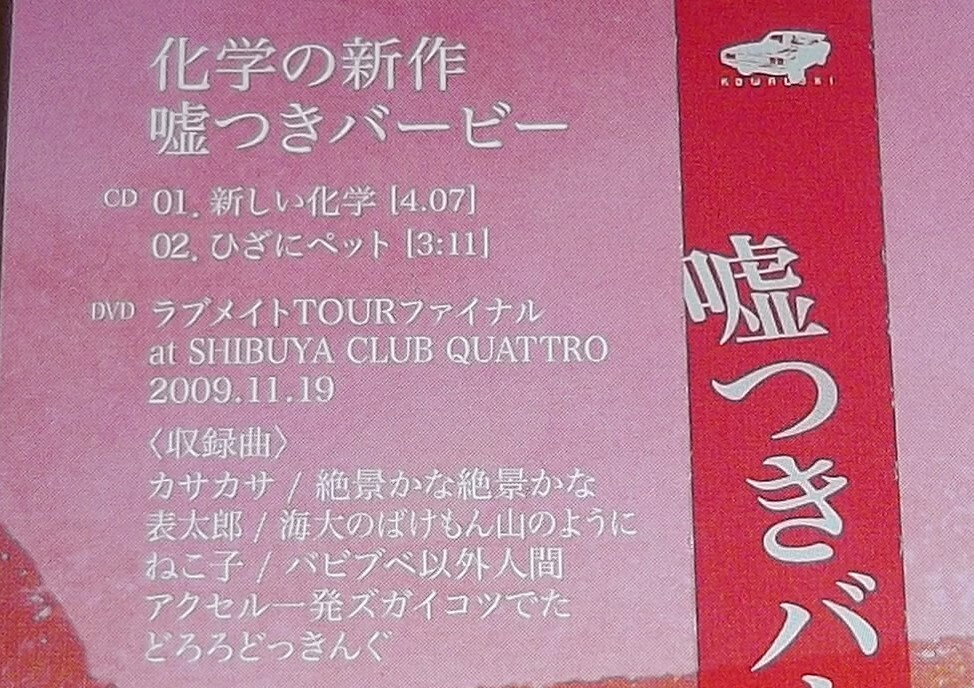 化学の新作
嘘つきバービー
CD 01. 新しい化学 [4.07]
02. ひざにペット [3:11]
DVD ラブメイトTOURファイナル
at SHIBUYA CLUB QUATTRO
2009.11.19
〈収録曲〉
カサカサ / 絶景かな絶景かな
表太郎 / 海大のばけもん山のように
ねこ子 / バビブベ以外人間
アクセル一発ズガイコツでた
どろろどっきんぐ
嘘つきバ